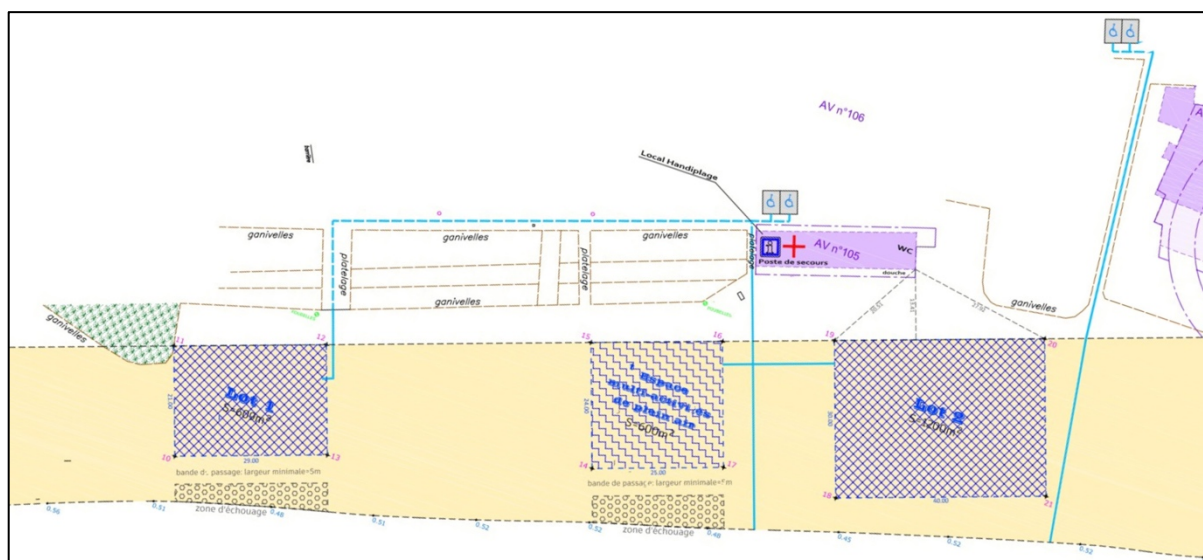 AV n°106
Local Handiplage
ganivelles
ganivelles
ganivelles
platelage
platelage
platelage
AV n°105
WC
Poste de secours
douche
ganivelles
ganivelles
ganivelles
15
16
19
20
11
12
Lot 1
S=600m²
Espace
multi-activités
de plein air
S=600m²
24.00
Lot 2
S=1200m²
30.00
10
29.00
13
14
25.00
17
18
40.00
21
bande de passage: largeur minimale=5m
bande de passage: largeur minimale=5m
zone d'échouage
zone d'échouage
0.56
0.51
0.48
0.51
0.52
0.48
0.45
0.52
0.52